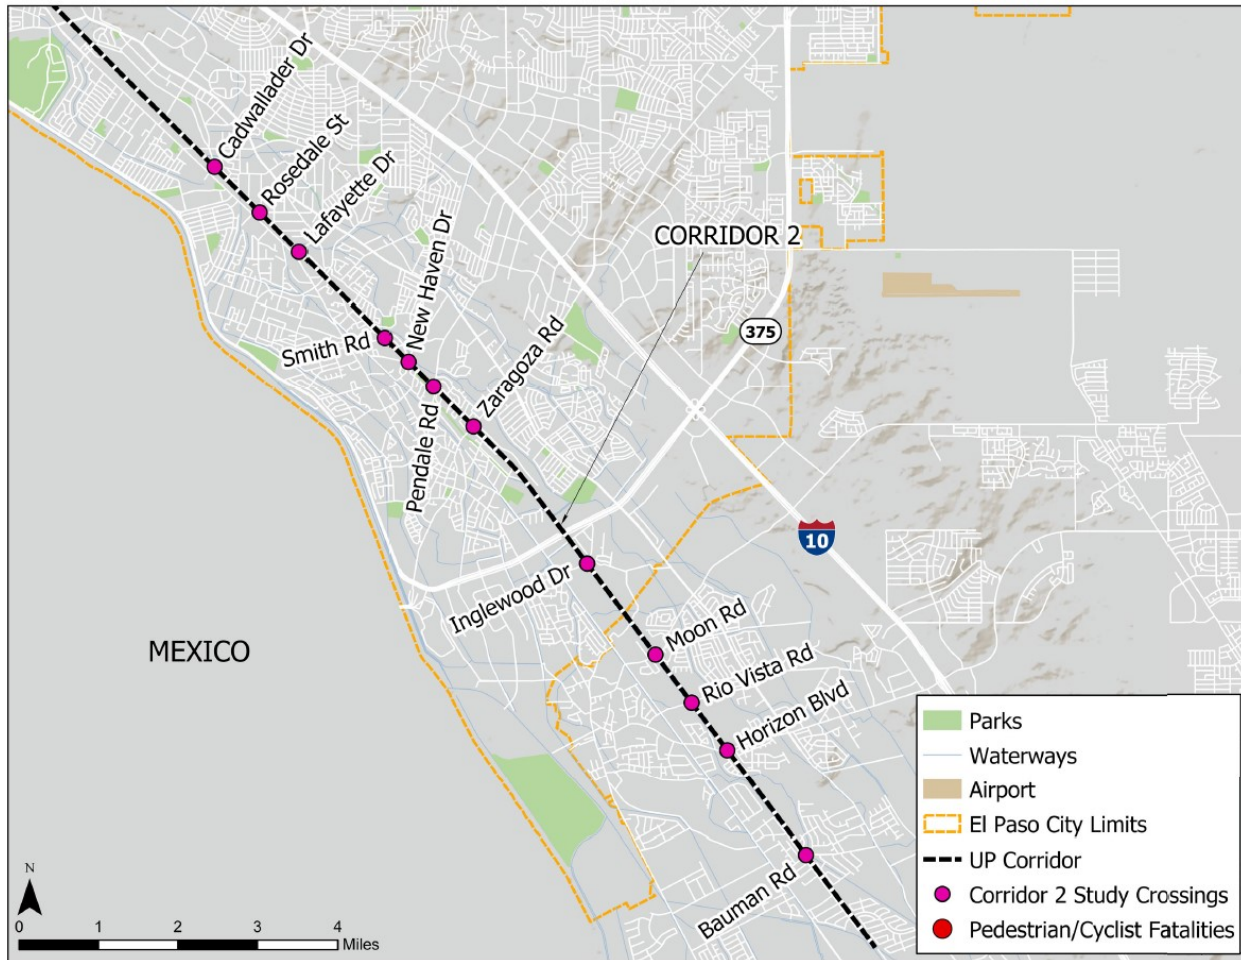 Cadwallader Dr
Rosedale St
Lafayette Dr
New Haven Dr
CORRIDOR 2
Smith Rd
Zaragoza Rd
375
Pendale Rd
10
Inglewood Dr
MEXICO
Moon Rd
Rio Vista Rd
Horizon Blvd
Bauman Rd
Parks
Waterways
Airport
El Paso City Limits
UP Corridor
Corridor 2 Study Crossings
Pedestrian/Cyclist Fatalities
N
0 1 2 3 4
Miles